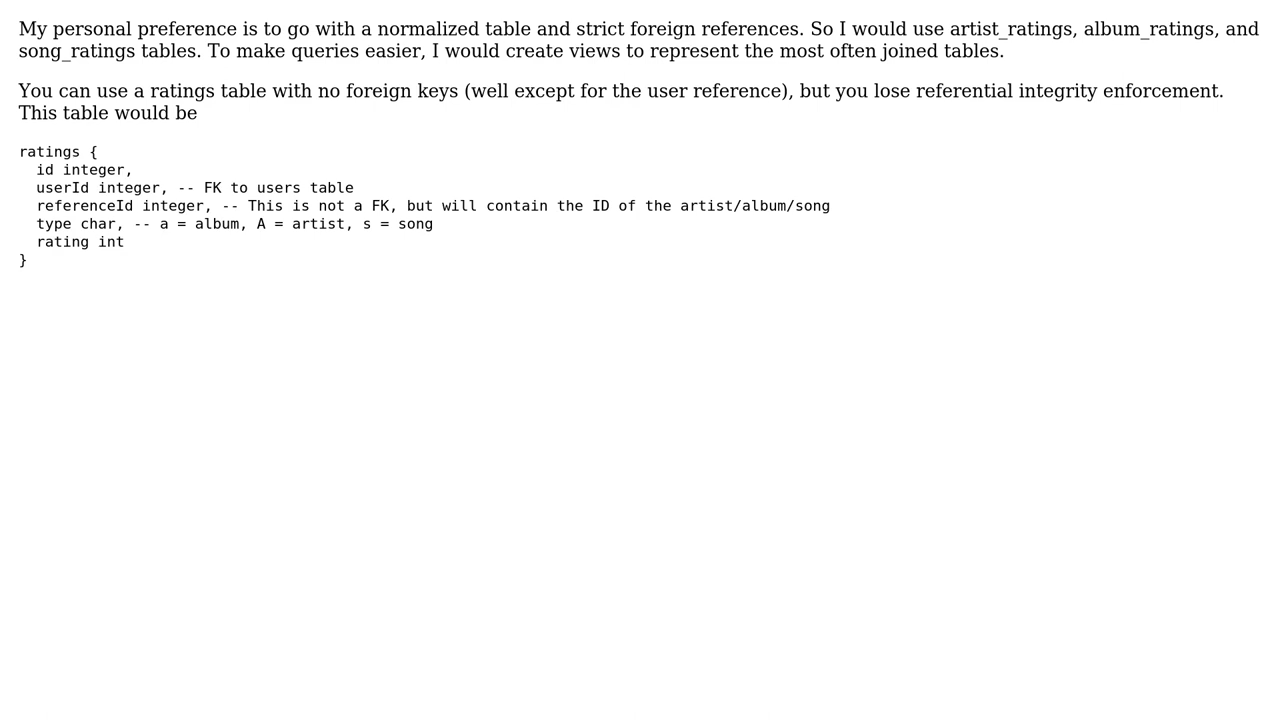 My personal preference is to go with a normalized table and strict foreign references. So I would use artist_ratings, album_ratings, and
song_ratings tables. To make queries easier, I would create views to represent the most often joined tables.
You can use a ratings table with no foreign keys (well except for the user reference), but you lose referential integrity enforcement.
This table would be
ratings {
  id integer,
  userId integer, -- FK to users table
  referenceId integer, -- This is not a FK, but will contain the ID of the artist/album/song
  type char, -- a = album, A = artist, s = song
  rating int
}